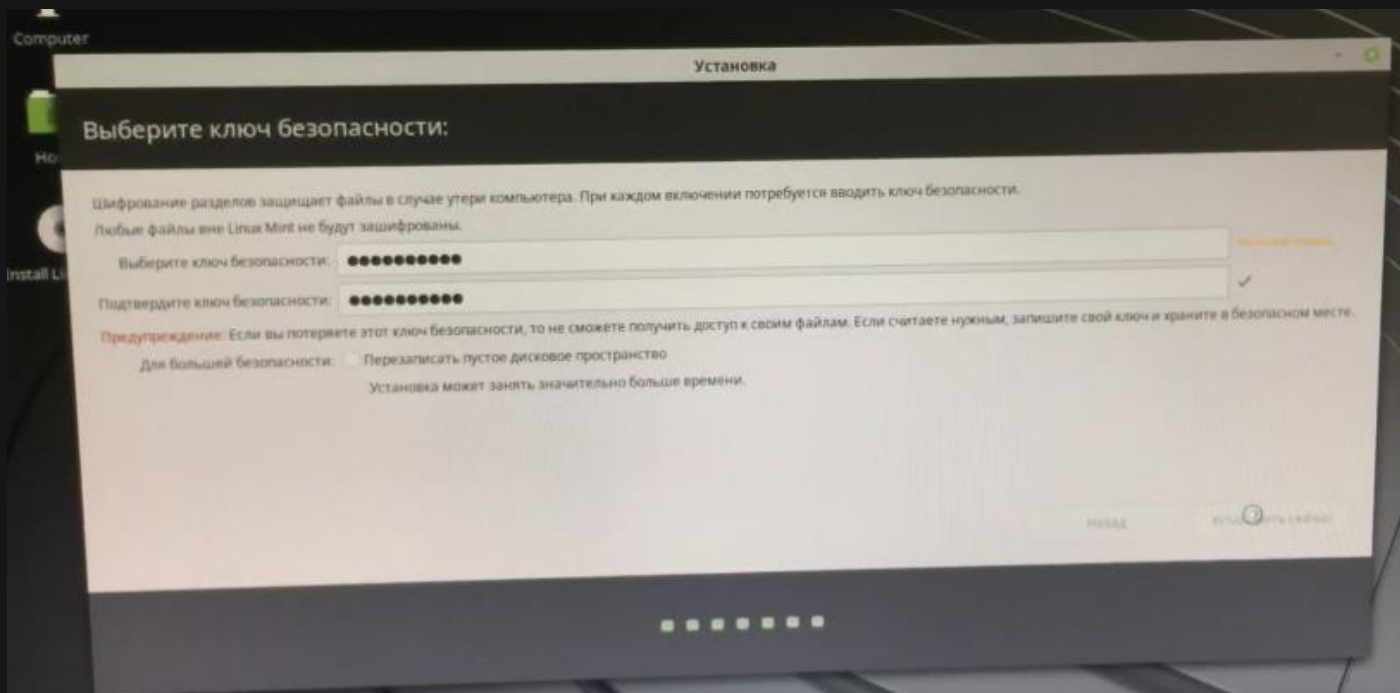 Computer
Установка
Выберите ключ безопасности:
Ho
Шифрование разделов защищает файлы в случае утери компьютера. При каждом включении потребуется вводить ключ безопасности.
Любые файлы вне Linux Mint не будут зашифрованы.
Выберите ключ безопасности: ●●●●●●●●●●
Install Li
Подтвердите ключ безопасности: ●●●●●●●●●●
Предупреждение: Если вы потеряете этот ключ безопасности, то не сможете получить доступ к своим файлам. Если считаете нужным, запишите свой ключ и храните в безопасном месте.
Для большей безопасности: Перезаписать пустое дисковое пространство
Установка может занять значительно больше времени.
Назад